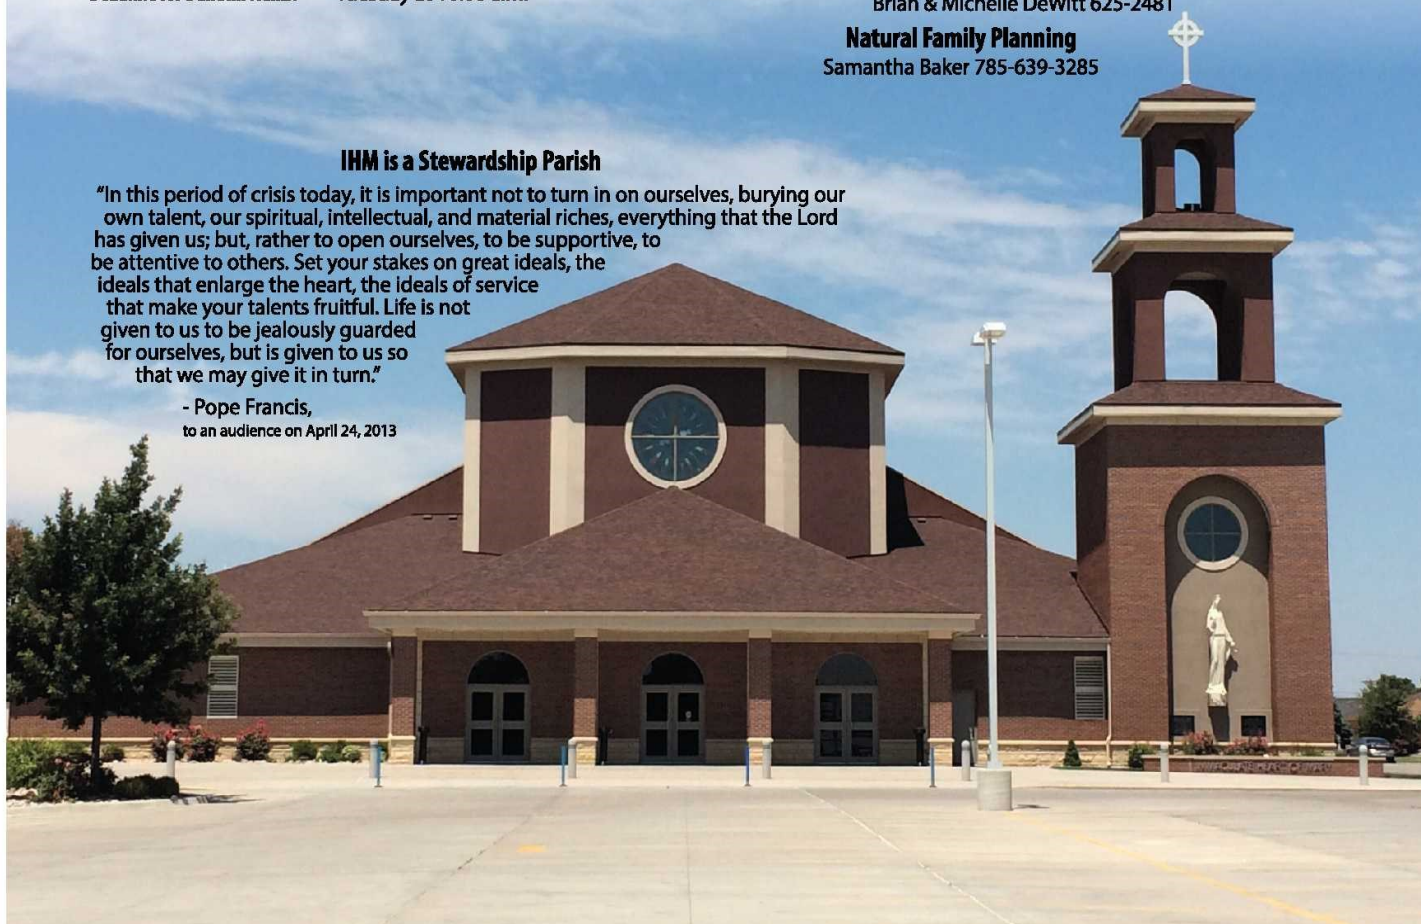 Brian & Michelle DeWitt 625-2481
Natural Family Planning
Samantha Baker 785-639-3285
IHM is a Stewardship Parish
“In this period of crisis today, it is important not to turn in on ourselves, burying our
own talent, our spiritual, intellectual, and material riches, everything that the Lord
has given us; but, rather to open ourselves, to be supportive, to
be attentive to others. Set your stakes on great ideals, the
ideals that enlarge the heart, the ideals of service
that make your talents fruitful. Life is not
given to us to be jealously guarded
for ourselves, but is given to us so
that we may give it in turn.”
- Pope Francis,
to an audience on April 24, 2013